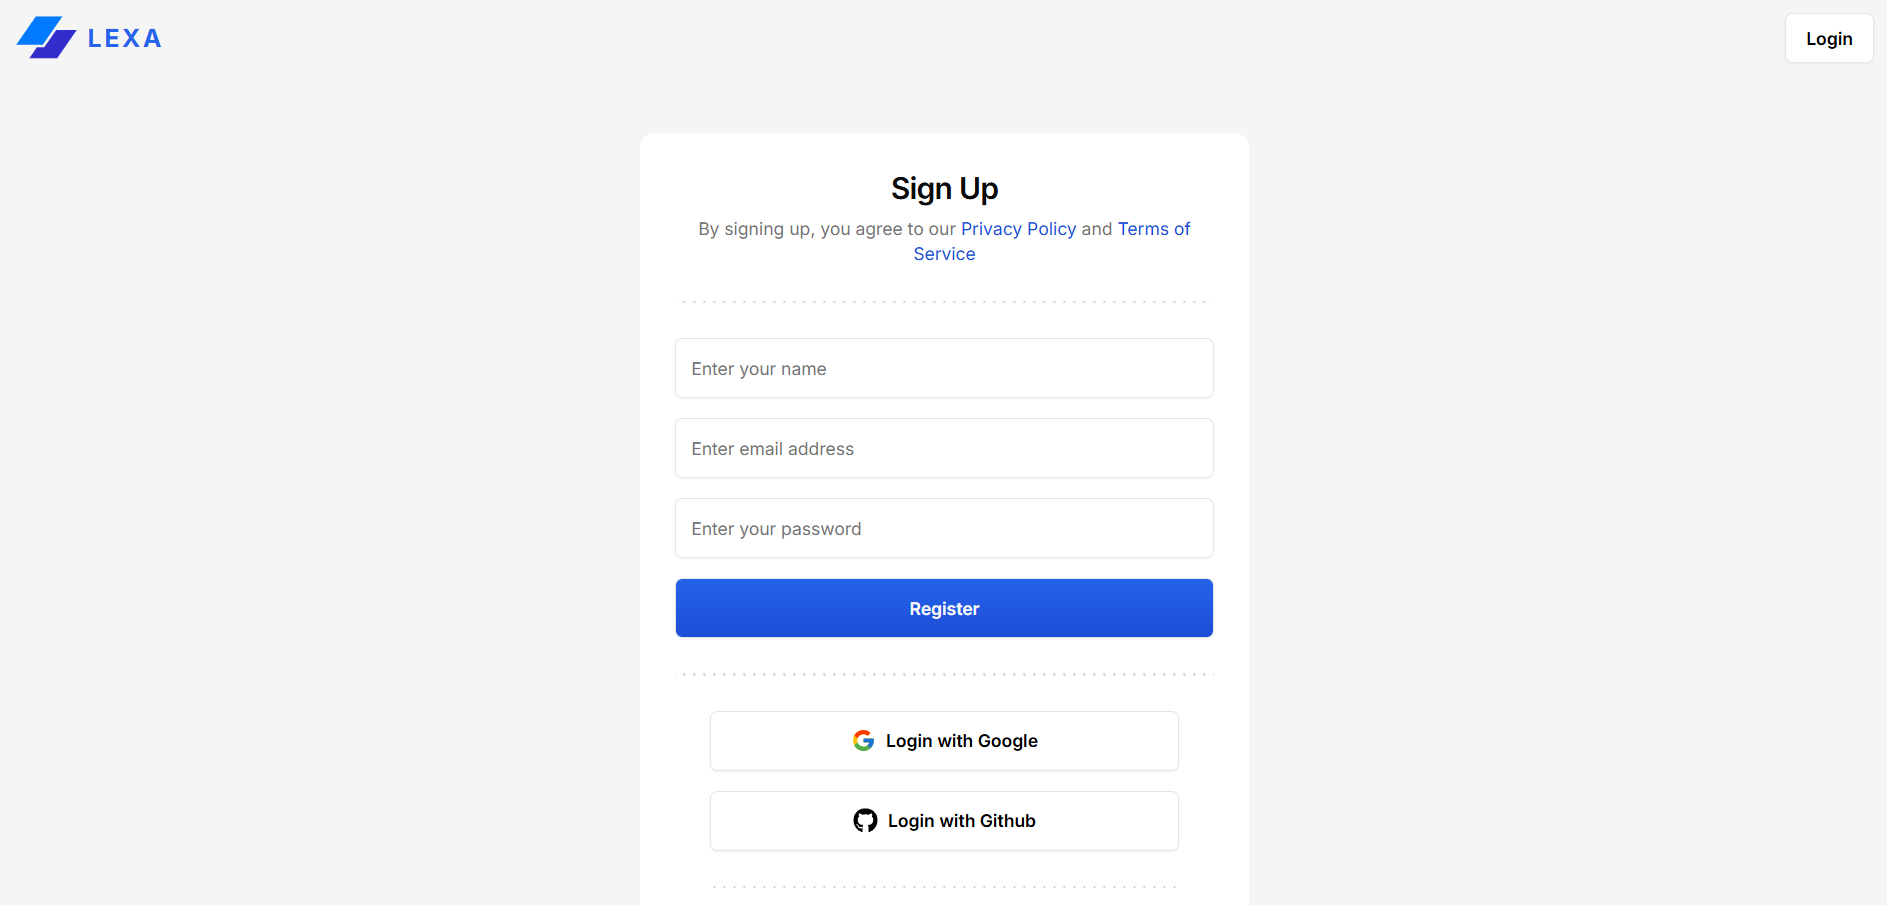 LEXA
Login
Sign Up
By signing up, you agree to our Privacy Policy and Terms of
Service
Enter your name
Enter email address
Enter your password
Register
Login with Google
Login with Github